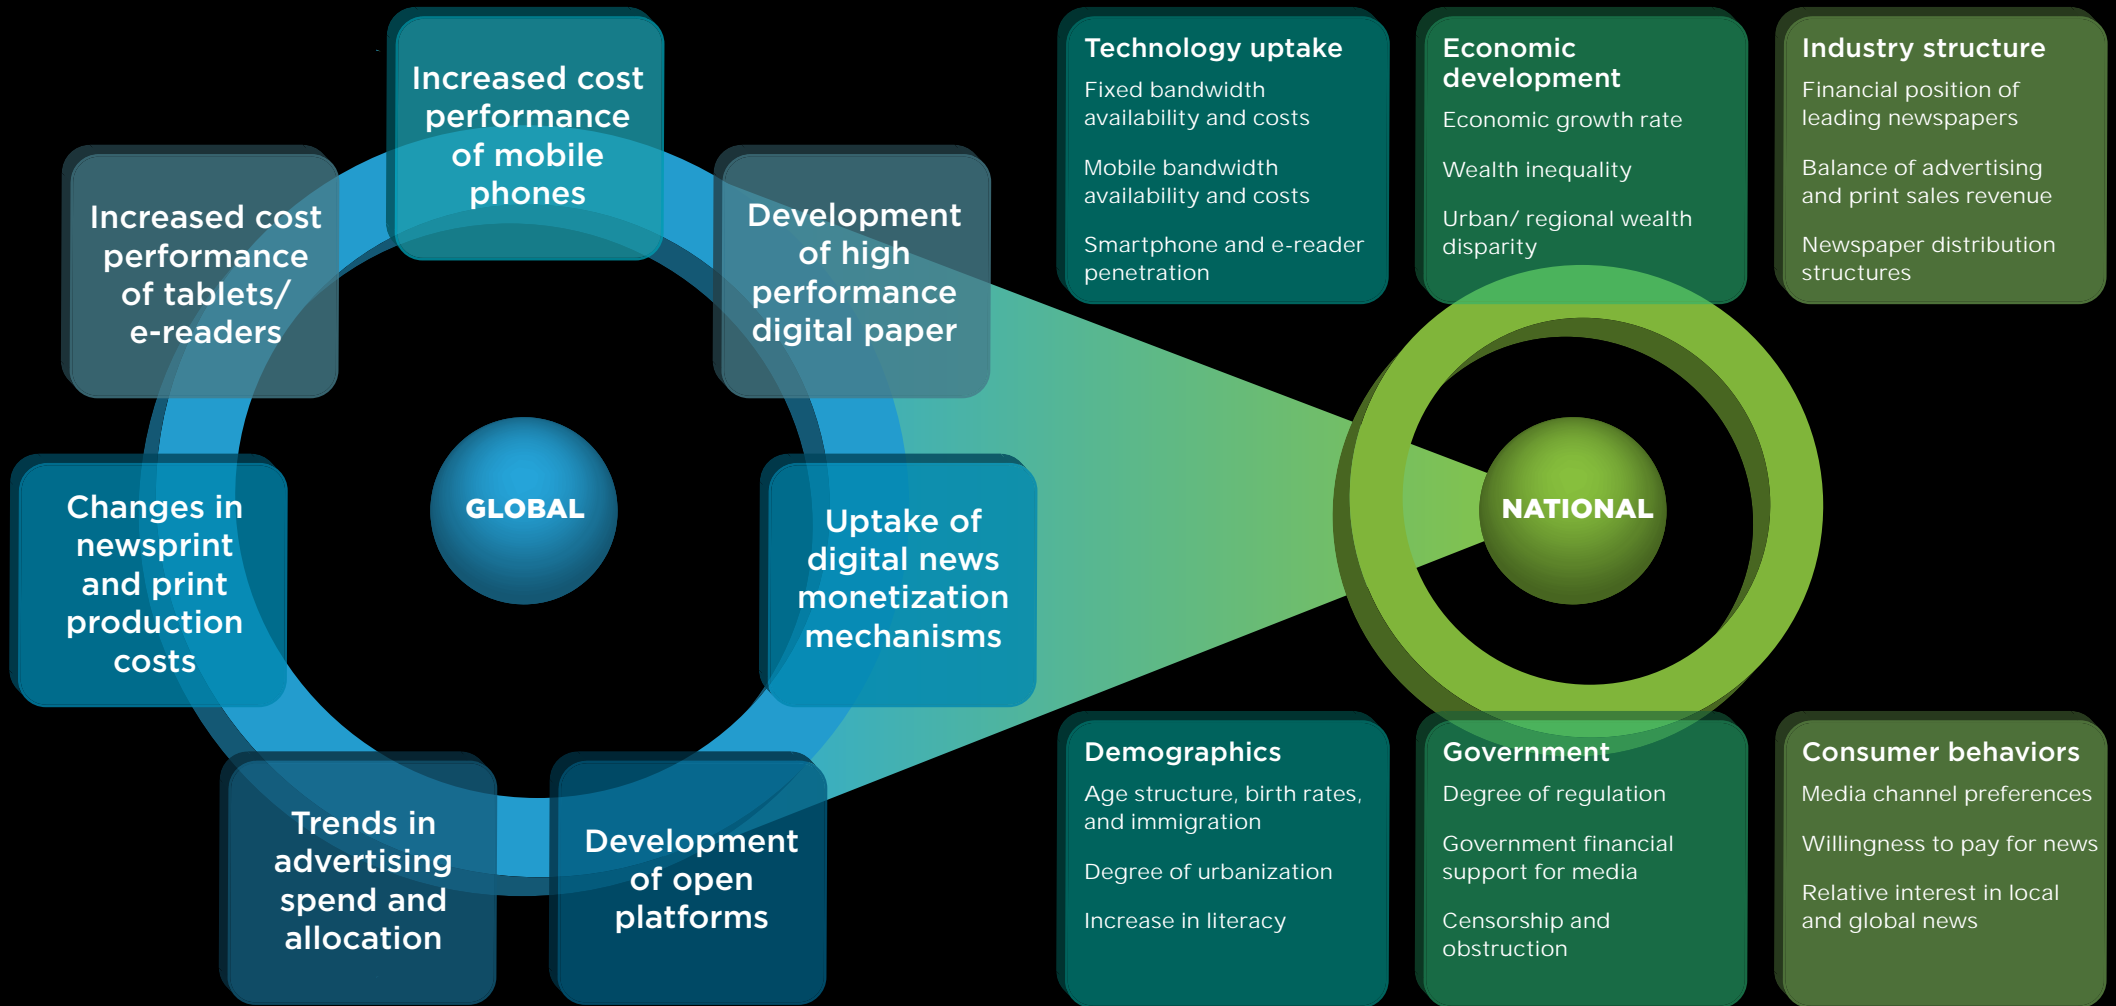 Increased cost
performance
of mobile
phones
Increased cost
performance
of tablets/
e-readers
Development
of high
performance
digital paper
GLOBAL
Changes in
newsprint
and print
production
costs
Uptake of
digital news
monetization
mechanisms
Trends in
advertising
spend and
allocation
Development
of open
platforms
Technology uptake
Fixed bandwidth
availability and costs
Mobile bandwidth
availability and costs
Smartphone and e-reader
penetration
Economic
development
Economic growth rate
Wealth inequality
Urban/ regional wealth
disparity
Industry structure
Financial position of
leading newspapers
Balance of advertising
and print sales revenue
Newspaper distribution
structures
NATIONAL
Demographics
Age structure, birth rates,
and immigration
Degree of urbanization
Increase in literacy
Government
Degree of regulation
Government financial
support for media
Censorship and
obstruction
Consumer behaviors
Media channel preferences
Willingness to pay for news
Relative interest in local
and global news